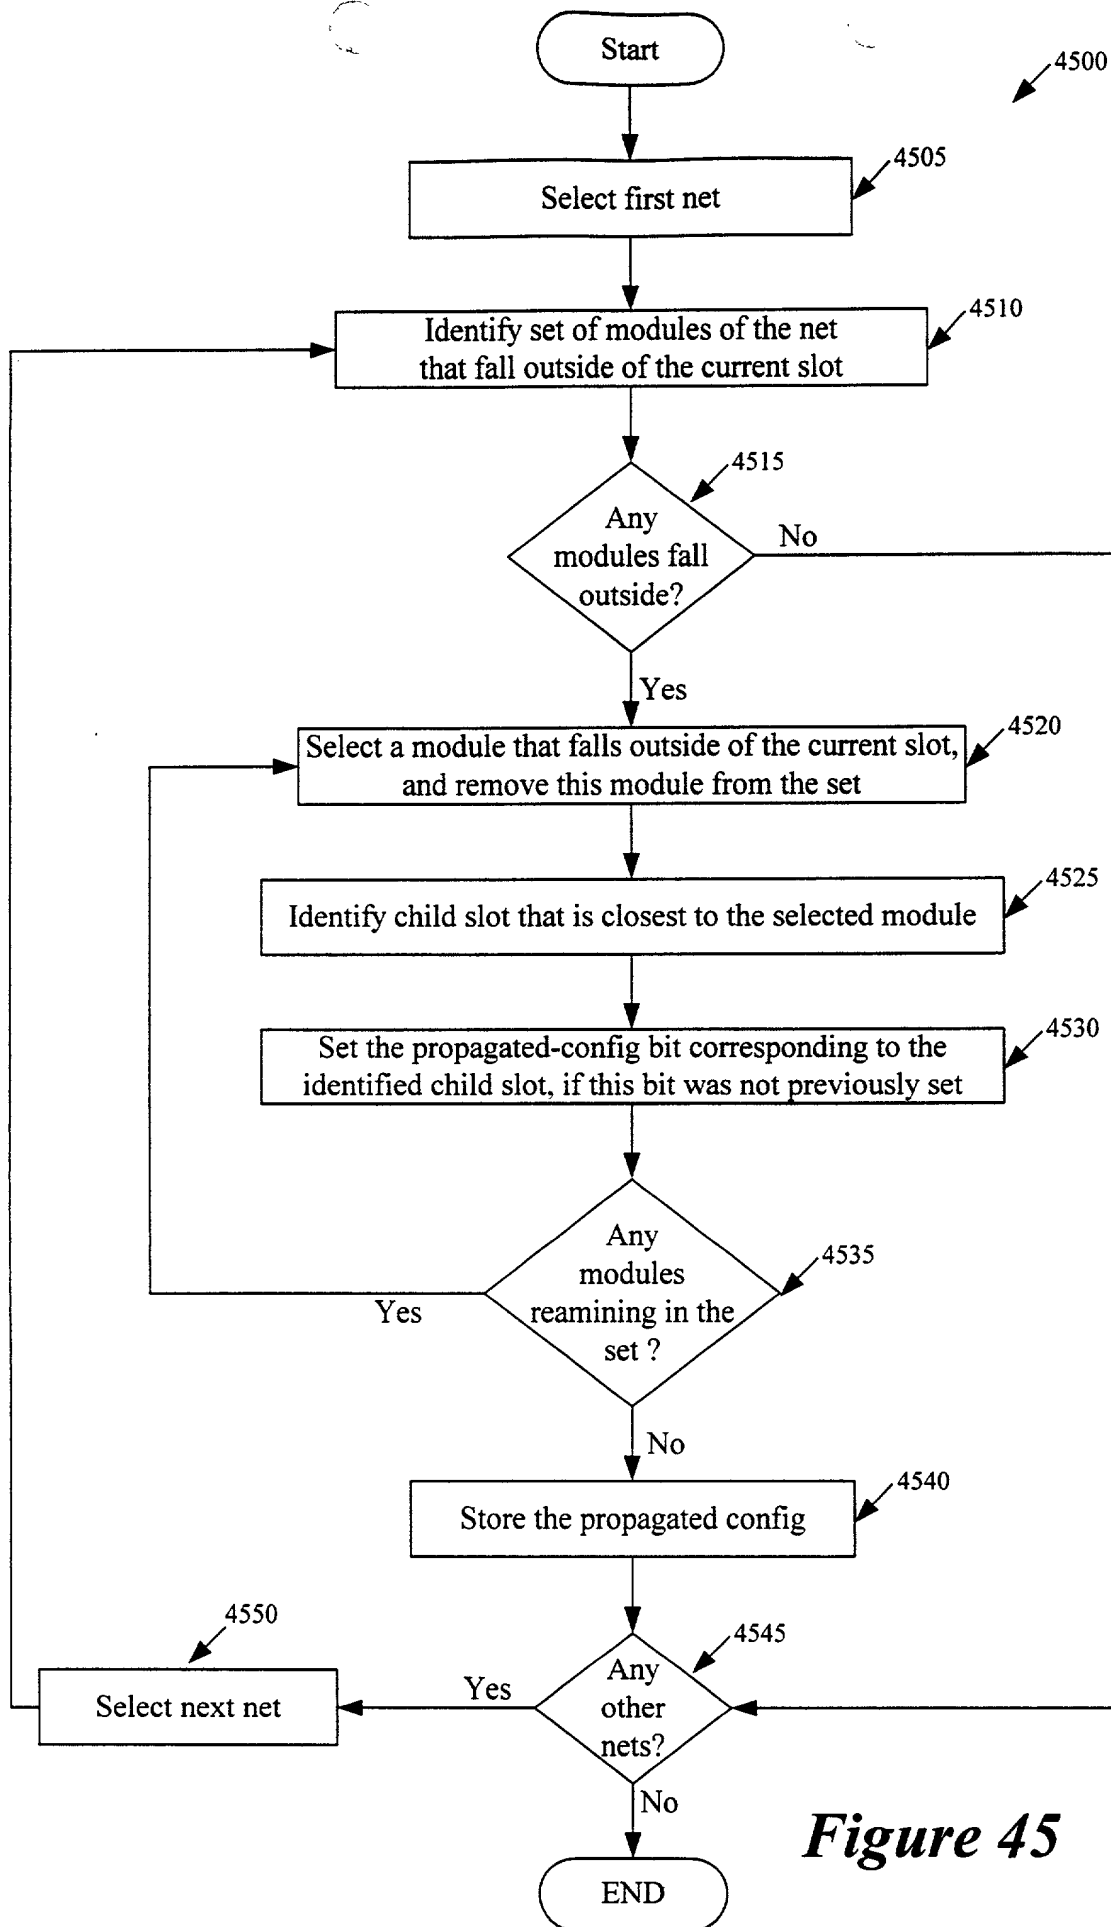 Start
4500
4505
Select first net
4510
Identify set of modules of the net
that fall outside of the current slot
4515
Any
modules fall
outside?
No
Yes
4520
Select a module that falls outside of the current slot,
and remove this module from the set
4525
Identify child slot that is closest to the selected module
4530
Set the propagated-config bit corresponding to the
identified child slot, if this bit was not previously set
4535
Any
modules
reamining in the
set ?
Yes
No
4540
Store the propagated config
4550
4545
Any
other
nets?
Yes
Select next net
No
Figure 45
END